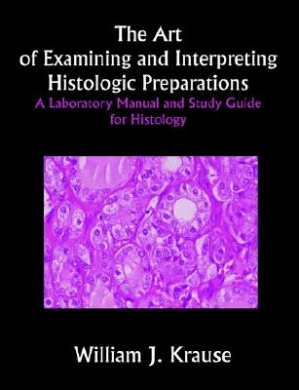 The Art
of Examining and Interpreting
Histologic Preparations
A Laboratory Manual and Study Guide
for Histology
William J. Krause